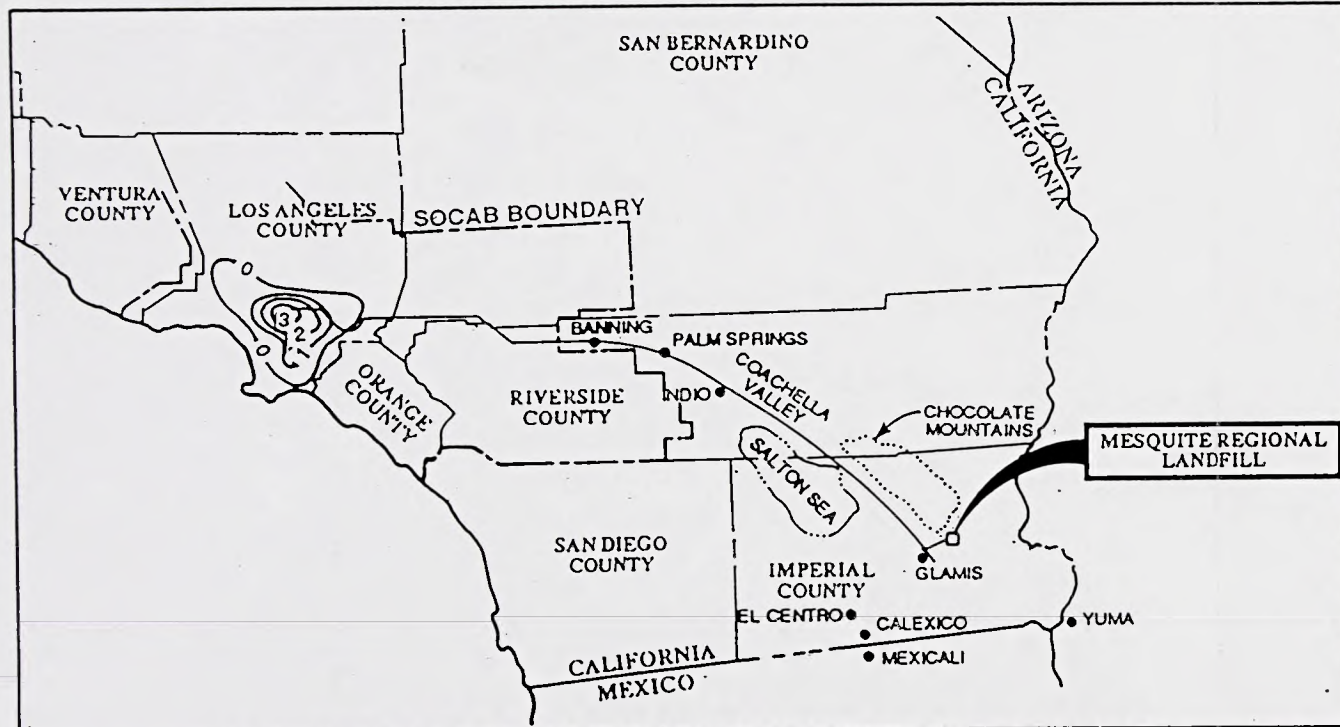 SAN BERNARDINO
COUNTY
ARIZONA
CALIFORNIA
VENTURA
COUNTY
LOS ANGELES
COUNTY
SOCAB BOUNDARY
0
3
2
1
0
BANNING
PALM SPRINGS
COACHELLA
VALLEY
ORANGE
COUNTY
RIVERSIDE
COUNTY
INDIO
CHOCOLATE
MOUNTAINS
MESQUITE REGIONAL
LANDFILL
SALTON SEA
SAN DIEGO
COUNTY
IMPERIAL
COUNTY
GLAMIS
EL CENTRO
CALEXICO
YUMA
MEXICALI
CALIFORNIA
MEXICO